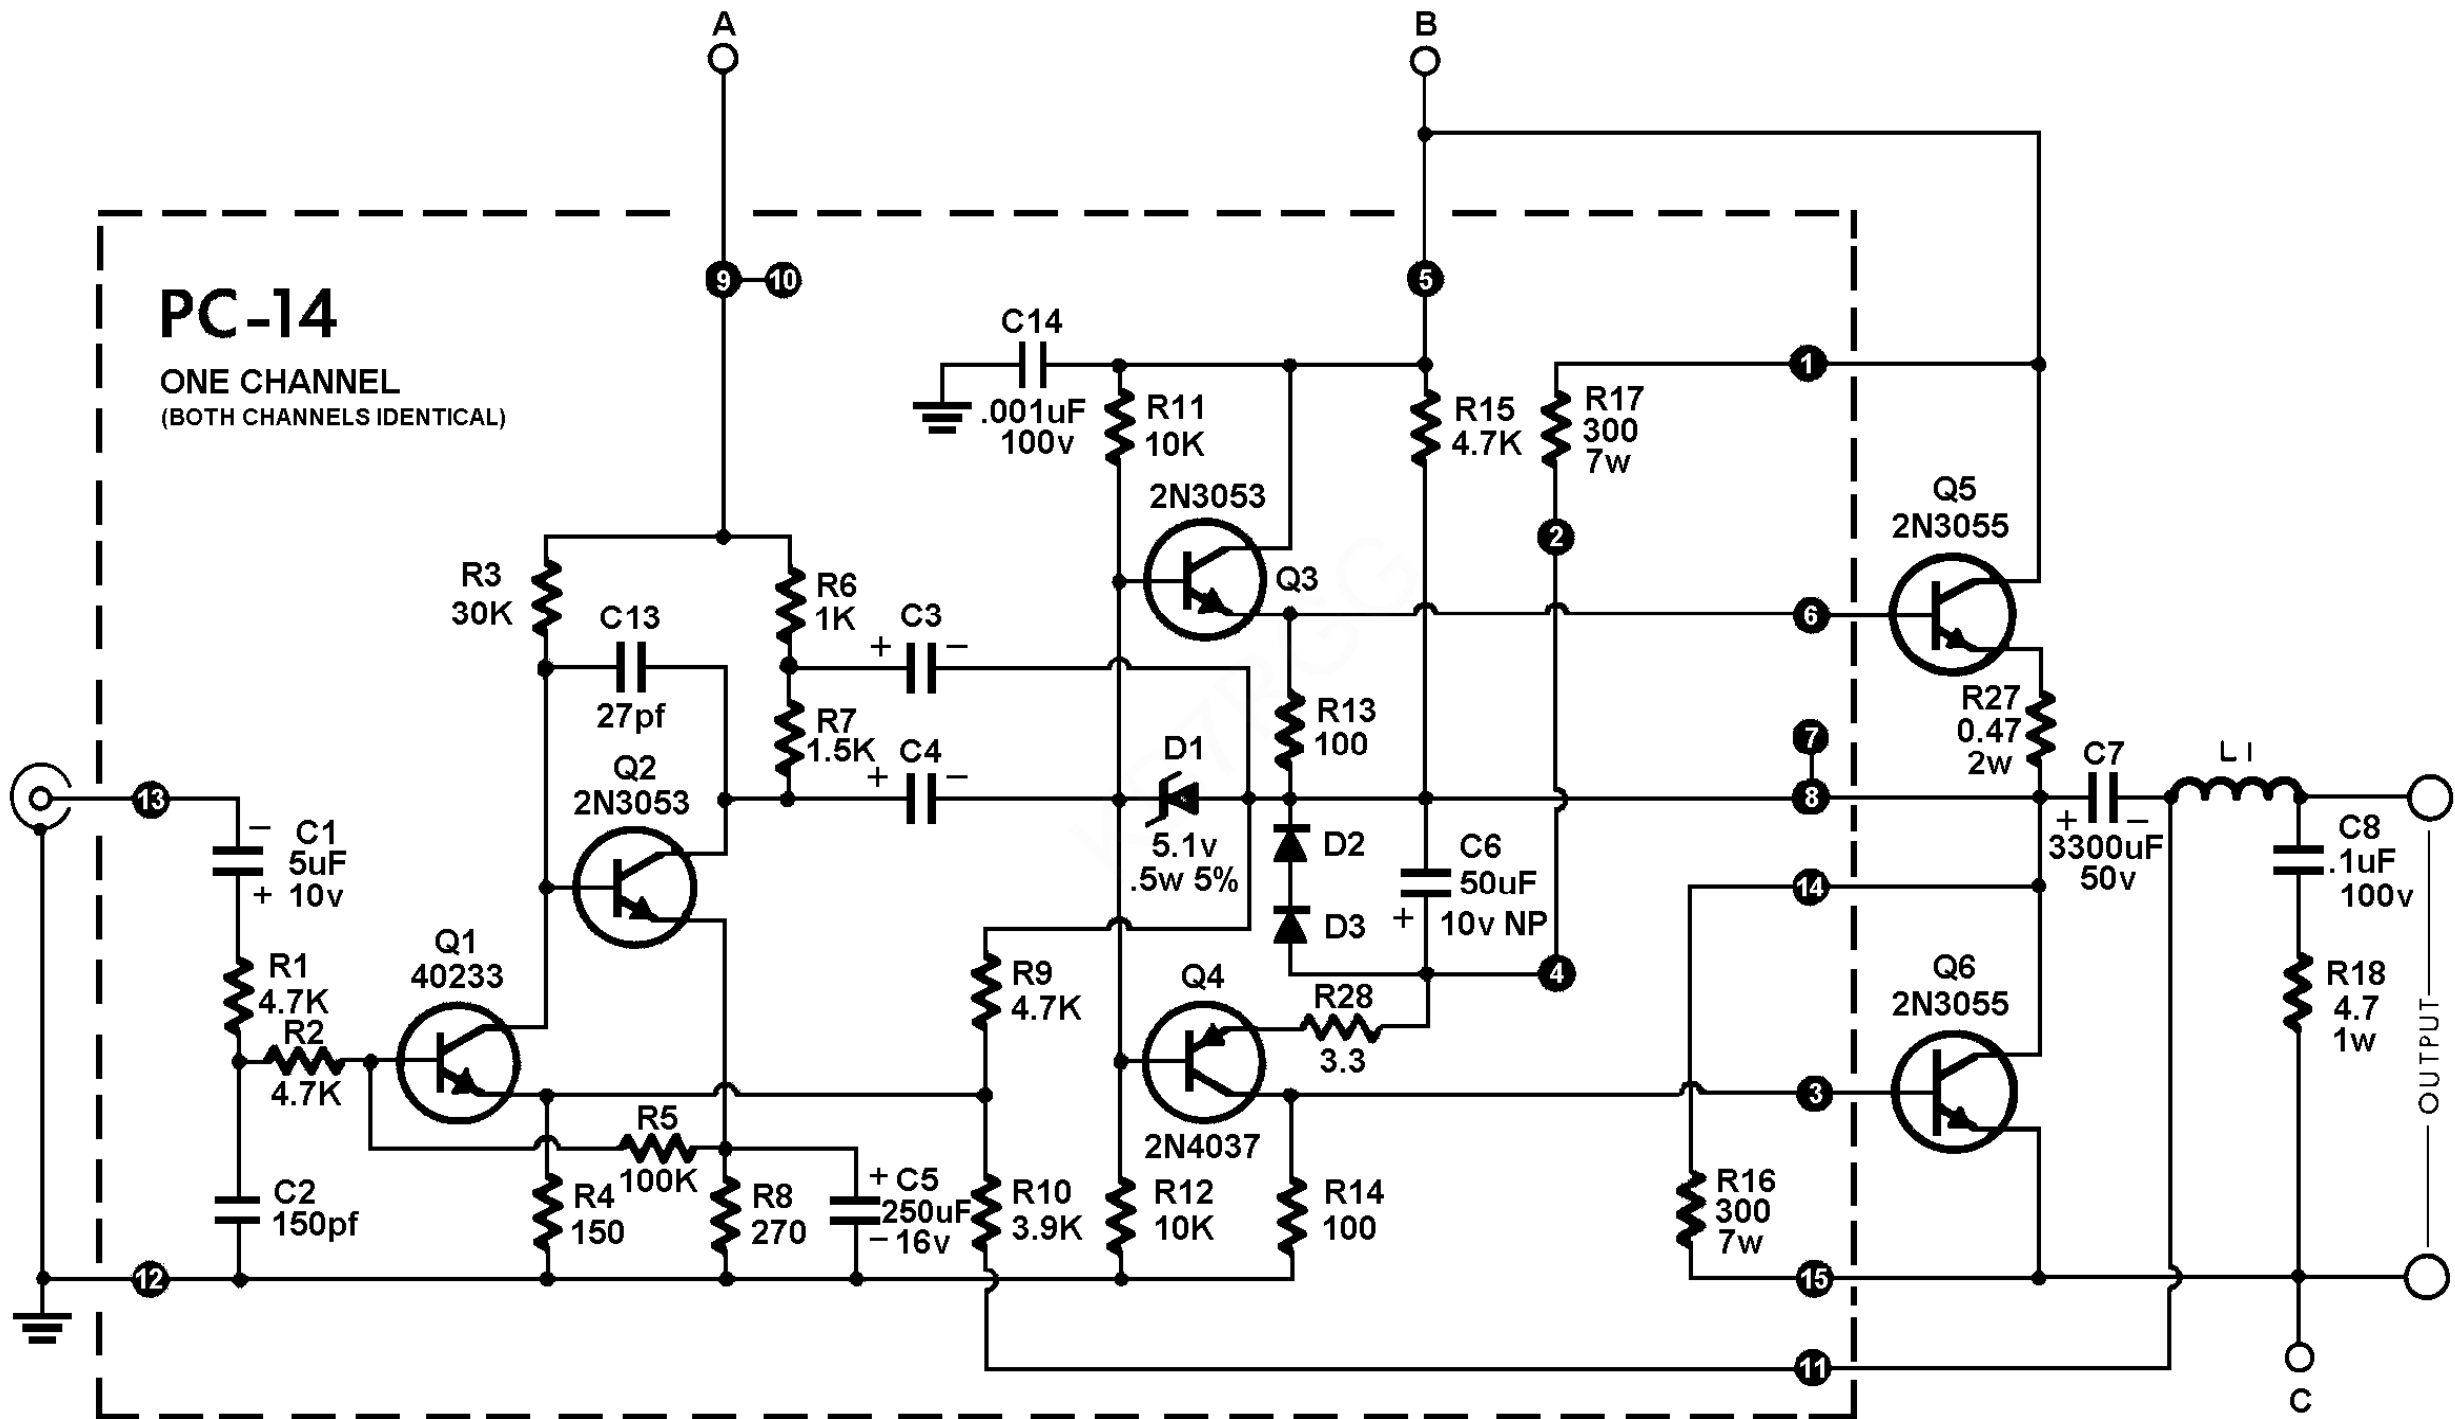 A
B
9
10
5
PC-14
ONE CHANNEL
(BOTH CHANNELS IDENTICAL)
C14
.001uF
100v
R11
10K
R15
4.7K
R17
300
7w
1
2N3053
Q3
2
Q5
2N3055
R3
30K
C13
27pf
R6
1K
C3
+
–
6
R7
1.5K
C4
+
–
D1
5.1v
.5w 5%
R13
100
R27
0.47
2w
7
8
C7
+
–
3300uF
50v
L1
Q2
2N3053
13
–
C1
5uF
+ 10v
D2
D3
C6
50uF
+ 10v NP
14
C8
.1uF
100v
Q1
40233
R1
4.7K
R2
4.7K
R9
4.7K
Q4
2N4037
R28
3.3
4
Q6
2N3055
R18
4.7
1w
OUTPUT
3
R5
100K
C2
150pf
R4
150
R8
270
+ C5
250uF
– 16v
R10
3.9K
R12
10K
R14
100
R16
300
7w
12
15
11
C